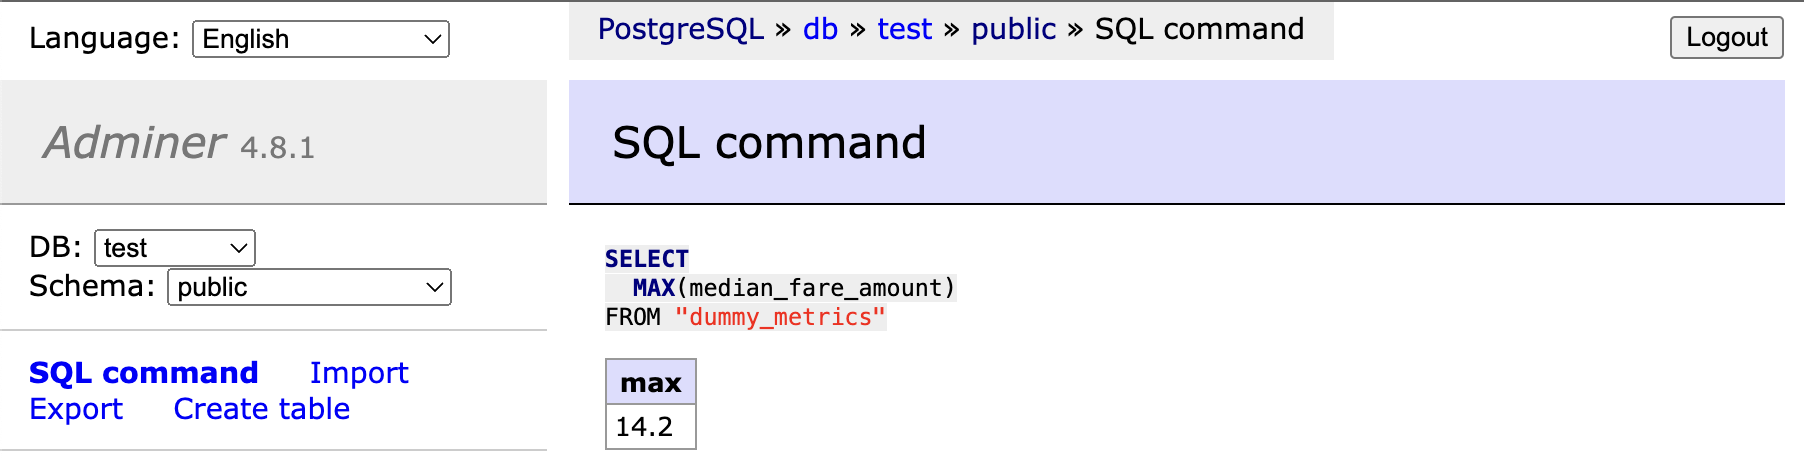 Language: English
PostgreSQL » db » test » public » SQL command
Logout
Adminer 4.8.1
SQL command
DB: test
Schema: public
SQL command Import
Export Create table
SELECT
MAX(median_fare_amount)
FROM "dummy_metrics"
max
14.2